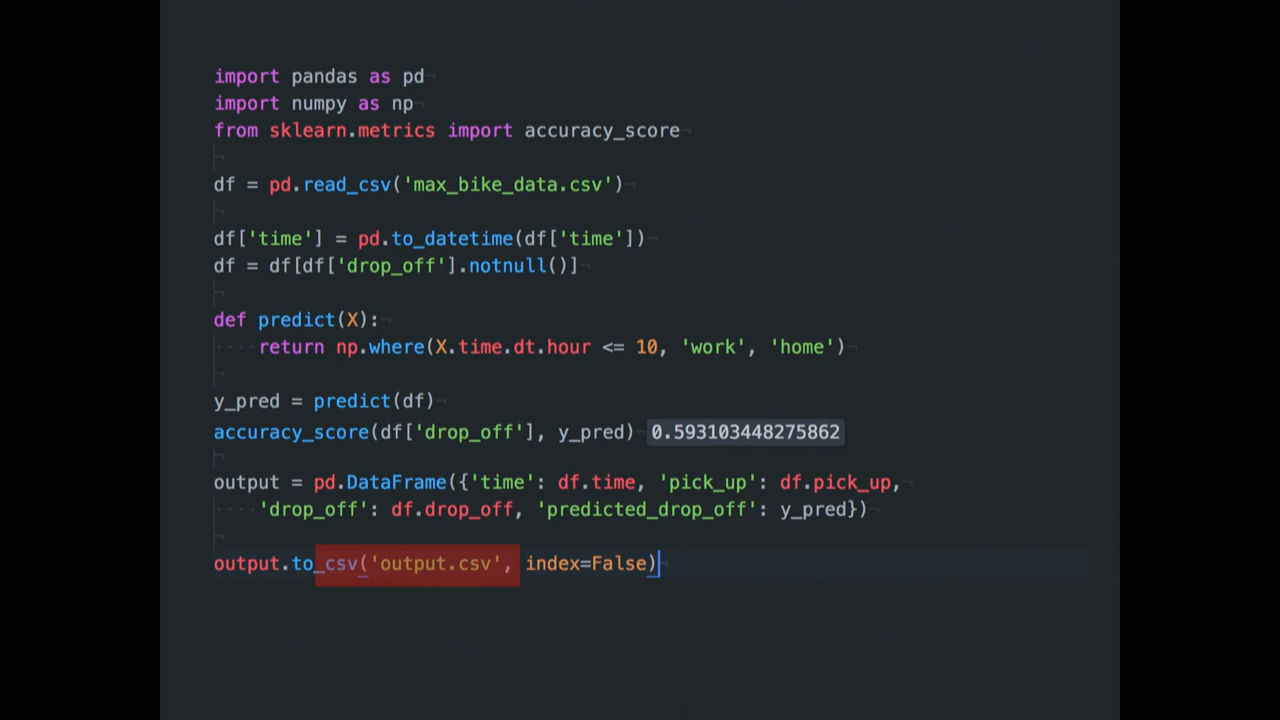 import pandas as pd
import numpy as np
from sklearn.metrics import accuracy_score
df = pd.read_csv('max_bike_data.csv')
df['time'] = pd.to_datetime(df['time'])
df = df[df['drop_off'].notnull()]
def predict(X):
    return np.where(X.time.dt.hour <= 10, 'work', 'home')
y_pred = predict(df)
accuracy_score(df['drop_off'], y_pred) 0.593103448275862
output = pd.DataFrame({'time': df.time, 'pick_up': df.pick_up,
    'drop_off': df.drop_off, 'predicted_drop_off': y_pred})
output.to_csv('output.csv', index=False)